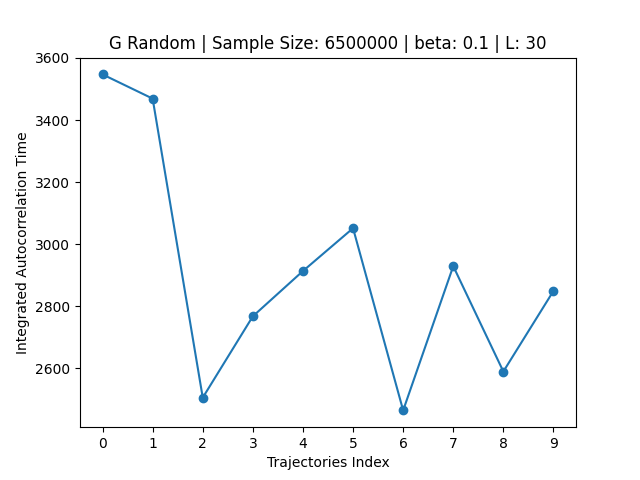 G Random | Sample Size: 6500000 | beta: 0.1 | L: 30
Integrated Autocorrelation Time
3600
3400
3200
3000
2800
2600
0 1 2 3 4 5 6 7 8 9
Trajectories Index